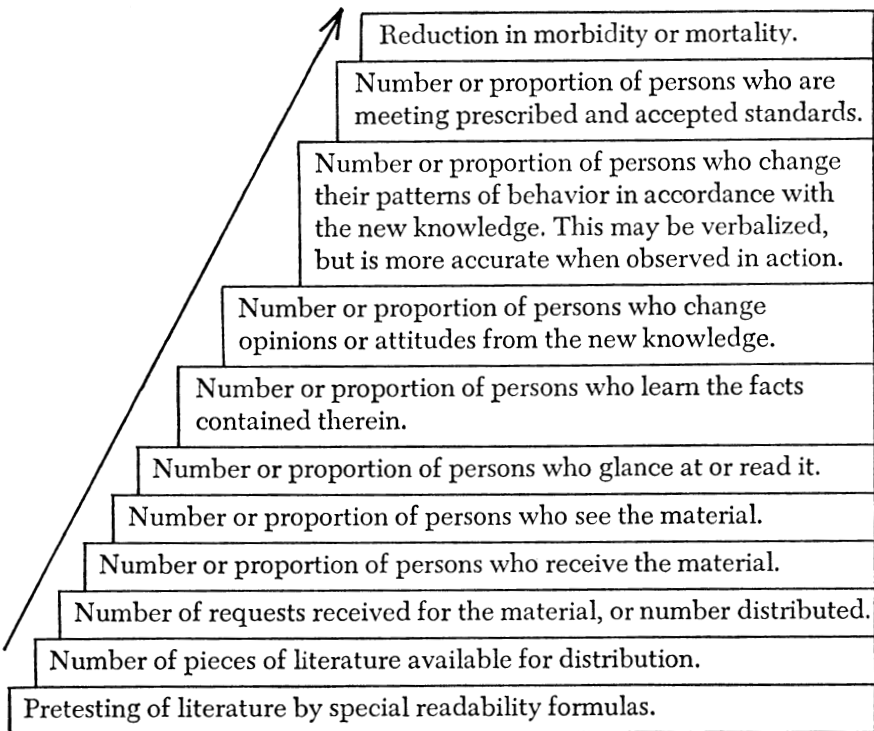 Reduction in morbidity or mortality.
Number or proportion of persons who are
meeting prescribed and accepted standards.
Number or proportion of persons who change
their patterns of behavior in accordance with
the new knowledge. This may be verbalized,
but is more accurate when observed in action.
Number or proportion of persons who change
opinions or attitudes from the new knowledge.
Number or proportion of persons who learn the facts
contained therein.
Number or proportion of persons who glance at or read it.
Number or proportion of persons who see the material.
Number or proportion of persons who receive the material.
Number of requests received for the material, or number distributed.
Number of pieces of literature available for distribution.
Pretesting of literature by special readability formulas.